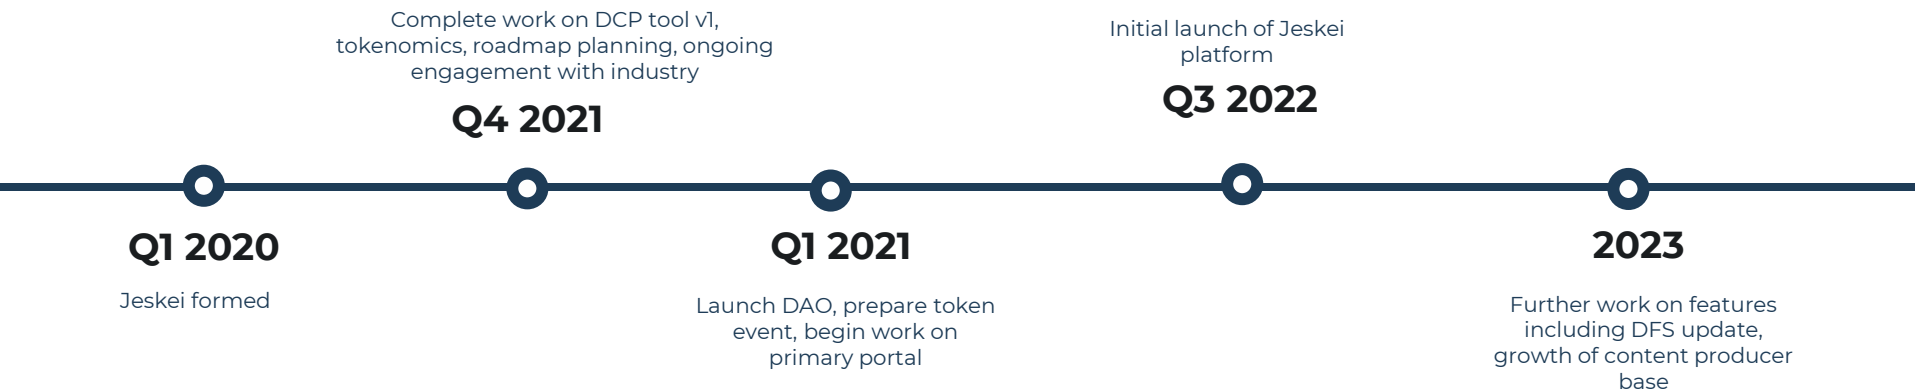 Complete work on DCP tool v1,
tokenomics, roadmap planning, ongoing
engagement with industry
Q4 2021
Initial launch of Jeskei
platform
Q3 2022
Q1 2020
Jeskei formed
Q1 2021
Launch DAO, prepare token
event, begin work on
primary portal
2023
Further work on features
including DFS update,
growth of content producer
base